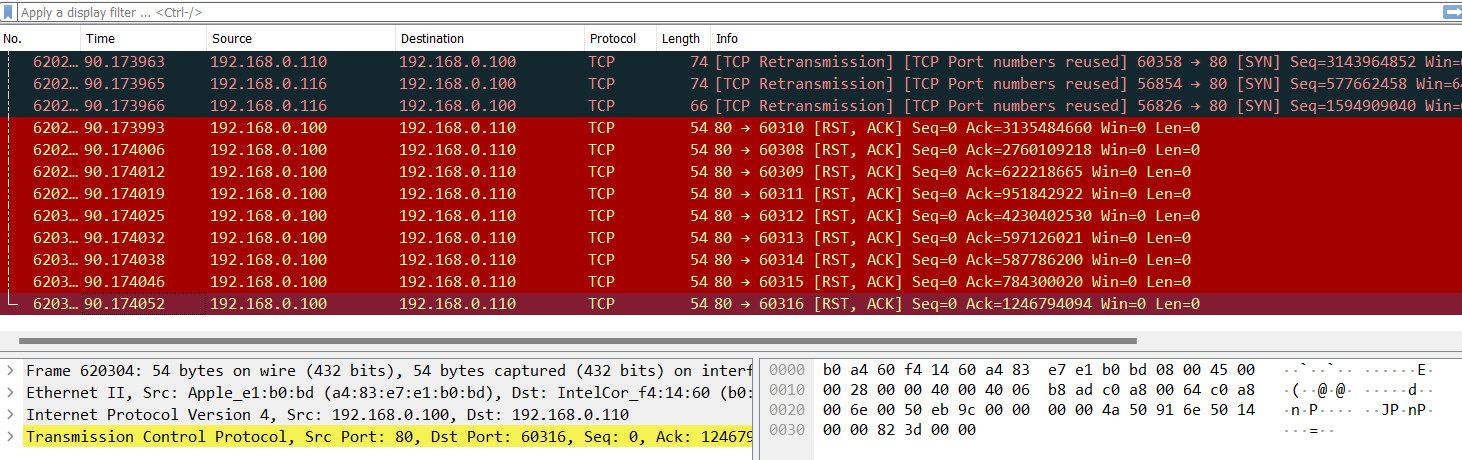 Apply a display filter ... <Ctrl-/>
No. Time Source Destination Protocol Length Info
6202… 90.173963 192.168.0.110 192.168.0.100 TCP 74 [TCP Retransmission] [TCP Port numbers reused] 60358 → 80 [SYN] Seq=3143964852 Win=
6202… 90.173965 192.168.0.116 192.168.0.100 TCP 74 [TCP Retransmission] [TCP Port numbers reused] 56854 → 80 [SYN] Seq=577662458 Win=6
6202… 90.173966 192.168.0.116 192.168.0.100 TCP 66 [TCP Retransmission] [TCP Port numbers reused] 56826 → 80 [SYN] Seq=1594909040 Win=
6202… 90.173993 192.168.0.100 192.168.0.110 TCP 54 80 → 60310 [RST, ACK] Seq=0 Ack=3135484660 Win=0 Len=0
6202… 90.174006 192.168.0.100 192.168.0.110 TCP 54 80 → 60308 [RST, ACK] Seq=0 Ack=2760109218 Win=0 Len=0
6202… 90.174012 192.168.0.100 192.168.0.110 TCP 54 80 → 60309 [RST, ACK] Seq=0 Ack=622218665 Win=0 Len=0
6202… 90.174019 192.168.0.100 192.168.0.110 TCP 54 80 → 60311 [RST, ACK] Seq=0 Ack=951842922 Win=0 Len=0
6203… 90.174025 192.168.0.100 192.168.0.110 TCP 54 80 → 60312 [RST, ACK] Seq=0 Ack=4230402530 Win=0 Len=0
6203… 90.174032 192.168.0.100 192.168.0.110 TCP 54 80 → 60313 [RST, ACK] Seq=0 Ack=597126021 Win=0 Len=0
6203… 90.174038 192.168.0.100 192.168.0.110 TCP 54 80 → 60314 [RST, ACK] Seq=0 Ack=587786200 Win=0 Len=0
6203… 90.174046 192.168.0.100 192.168.0.110 TCP 54 80 → 60315 [RST, ACK] Seq=0 Ack=784300020 Win=0 Len=0
6203… 90.174052 192.168.0.100 192.168.0.110 TCP 54 80 → 60316 [RST, ACK] Seq=0 Ack=1246794094 Win=0 Len=0
Frame 620304: 54 bytes on wire (432 bits), 54 bytes captured (432 bits) on interf
Ethernet II, Src: Apple_e1:b0:bd (a4:83:e7:e1:b0:bd), Dst: IntelCor_f4:14:60 (b0:
Internet Protocol Version 4, Src: 192.168.0.100, Dst: 192.168.0.110
Transmission Control Protocol, Src Port: 80, Dst Port: 60316, Seq: 0, Ack: 124679
0000 b0 a4 60 f4 14 60 a4 83 e7 e1 b0 bd 08 00 45 00 ··`··`·· ······E·
0010 00 28 00 00 40 00 40 06 b8 ad c0 a8 00 64 c0 a8 ·(··@·@· ·····d··
0020 00 6e 00 50 eb 9c 00 00 00 00 4a 50 91 6e 50 14 ·n·P···· ··JP·nP·
0030 00 00 82 3d 00 00 ···=··